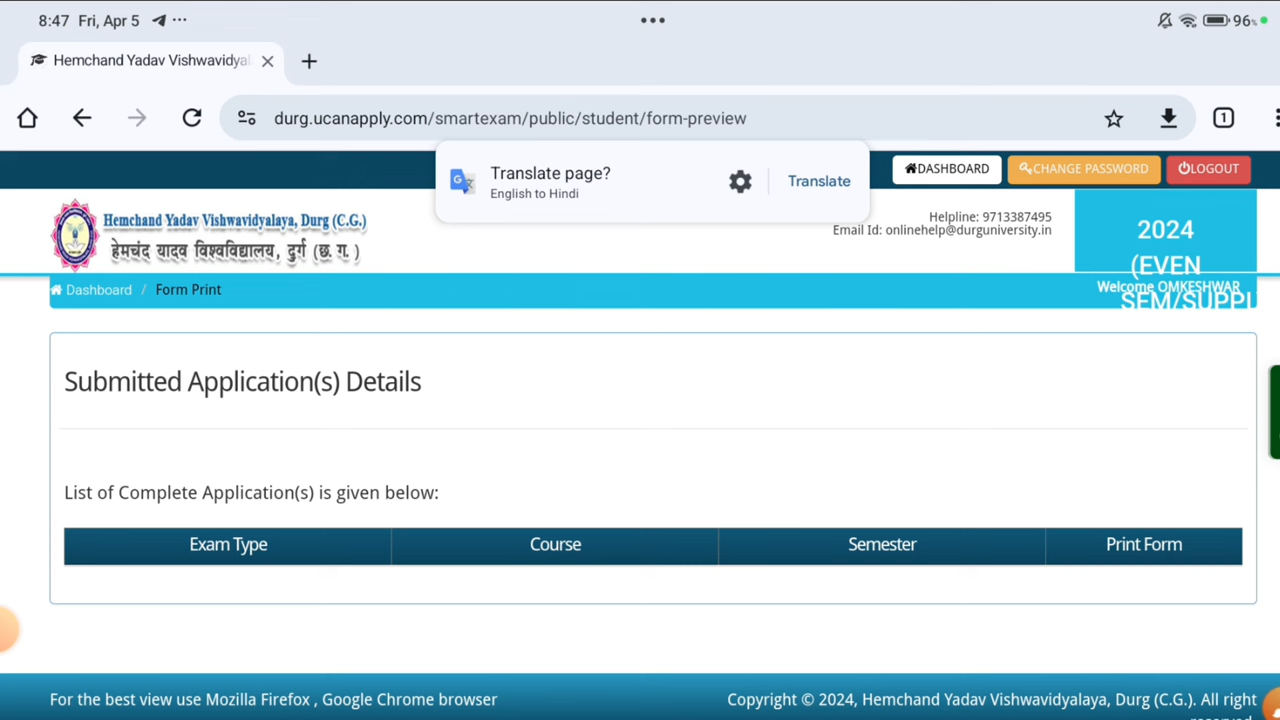 8:47 Fri, Apr 5
96%
Hemchand Yadav Vishwavidyal
durg.ucanapply.com/smartexam/public/student/form-preview
1
Translate page?
English to Hindi
Translate
DASHBOARD
CHANGE PASSWORD
LOGOUT
Hemchand Yadav Vishwavidyalaya, Durg (C.G.)
हेमचंद यादव विश्वविद्यालय, दुर्ग (छ. ग. )
Helpline: 9713387495
Email Id: onlinehelp@durguniversity.in
2024
(EVEN
SEM/SUPPL
Welcome OMKESHWAR
Dashboard / Form Print
Submitted Application(s) Details
List of Complete Application(s) is given below:
Exam Type Course Semester Print Form
For the best view use Mozilla Firefox , Google Chrome browser
Copyright © 2024, Hemchand Yadav Vishwavidyalaya, Durg (C.G.). All right